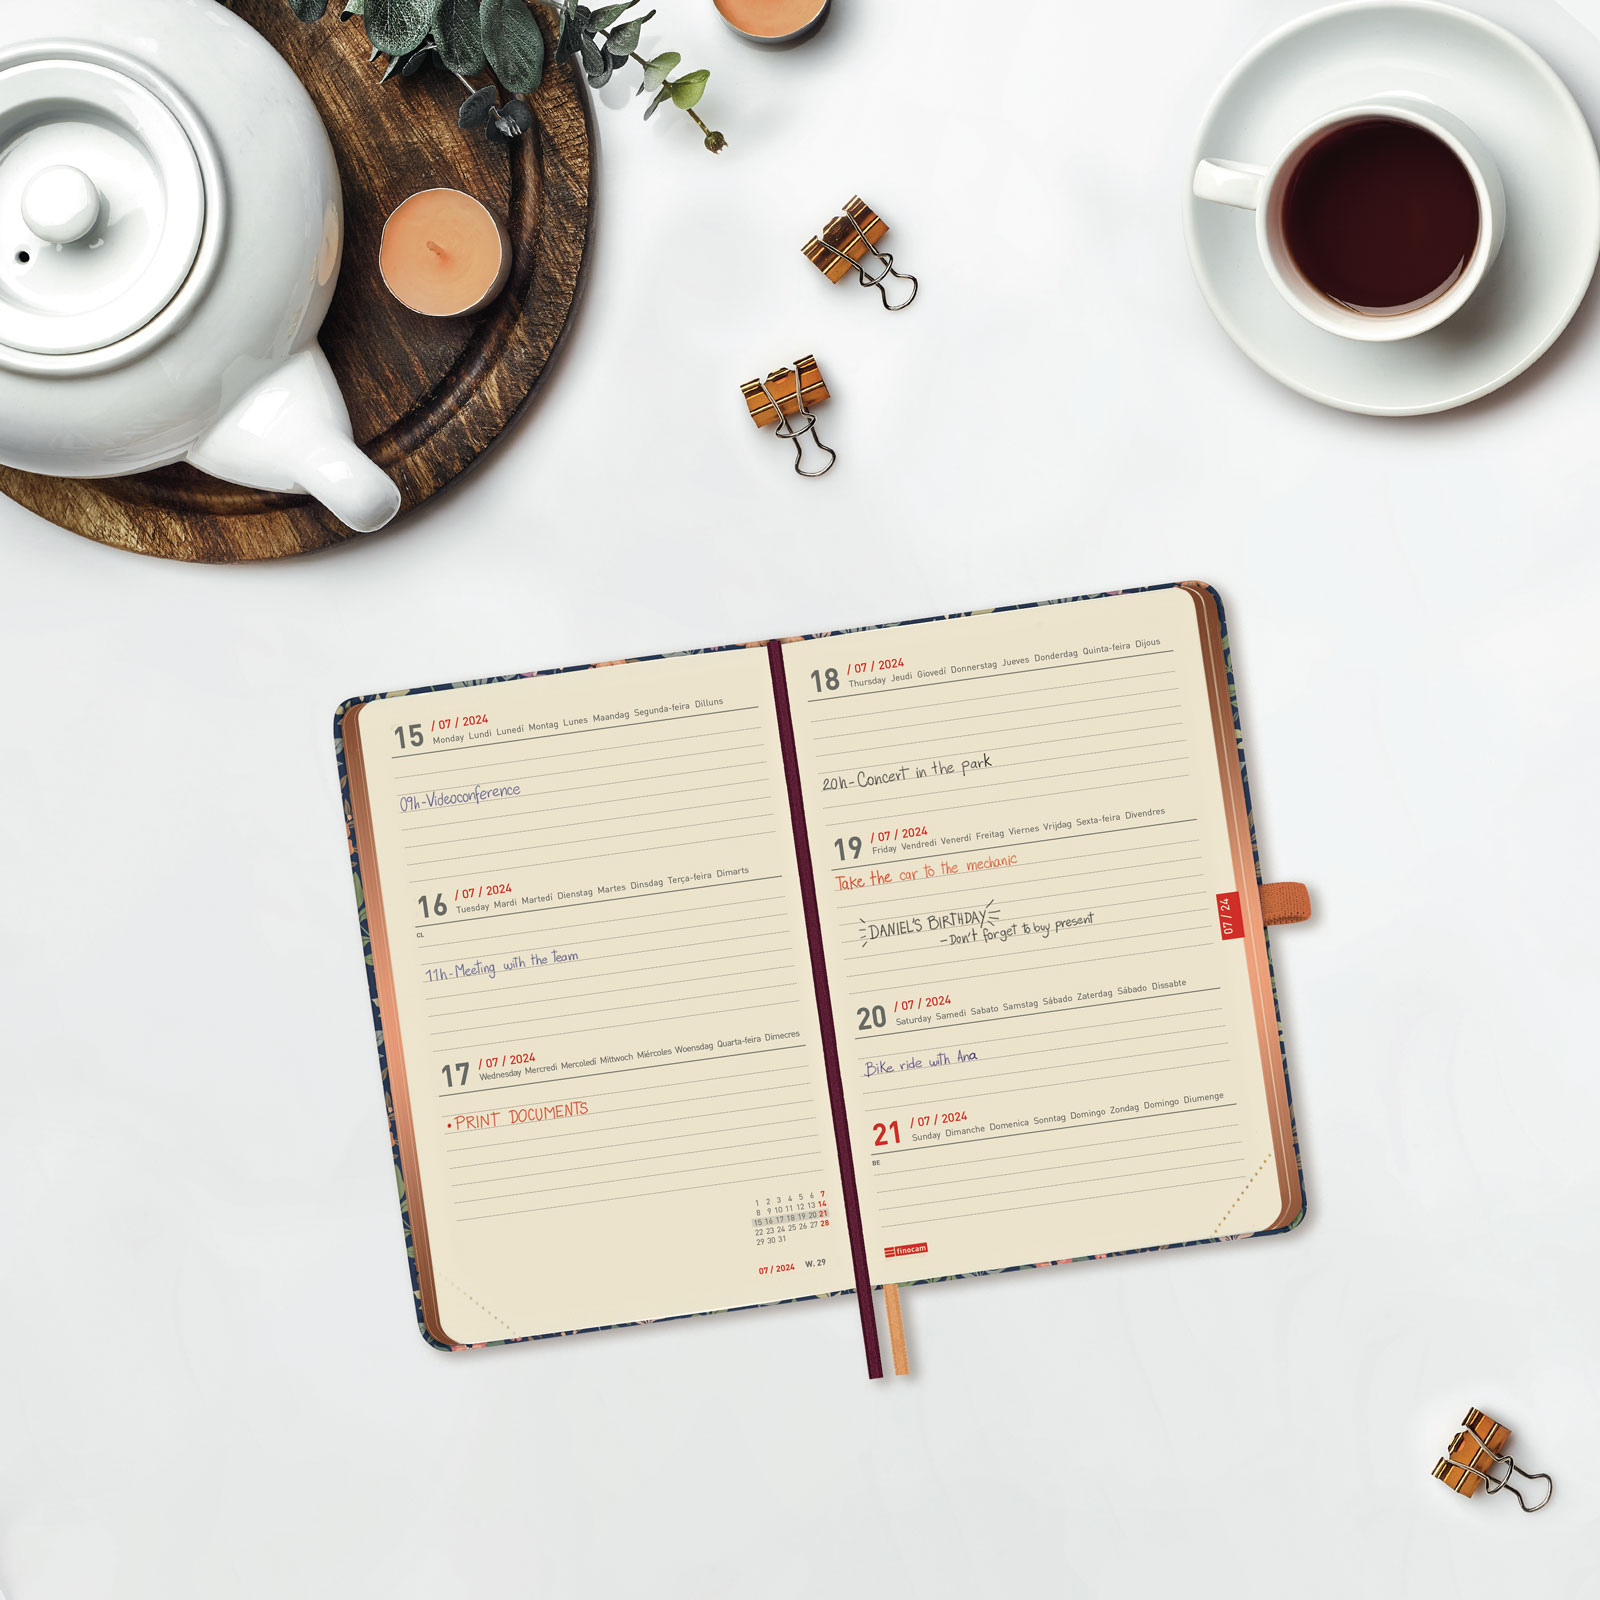 15 / 07 / 2024
Monday Lundi Lunedí Montag Lunes Maandag Segunda-feira Dilluns
09h-Videoconference
16 / 07 / 2024
Tuesday Mardi Martedí Dienstag Martes Dinsdag Terça-feira Dimarts
CL
11h-Meeting with the team
17 / 07 / 2024
Wednesday Mercredi Mercoledí Mittwoch Miércoles Woensdag Quarta-feira Dimecres
•PRINT DOCUMENTS
1 2 3 4 5 6 7
8 9 10 11 12 13 14
15 16 17 18 19 20 21
22 23 24 25 26 27 28
29 30 31
07 / 2024 W. 29
18 / 07 / 2024
Thursday Jeudi Giovedí Donnerstag Jueves Donderdag Quinta-feira Dijous
20h-Concert in the park
19 / 07 / 2024
Friday Vendredi Venerdí Freitag Viernes Vrijdag Sexta-feira Divendres
Take the car to the mechanic
DANIEL'S BIRTHDAY
-Don't forget to buy present
07 / 24
20 / 07 / 2024
Saturday Samedi Sabato Samstag Sábado Zaterdag Sábado Dissabte
Bike ride with Ana
21 / 07 / 2024
Sunday Dimanche Domenica Sonntag Domingo Zondag Domingo Diumenge
BE
finocam